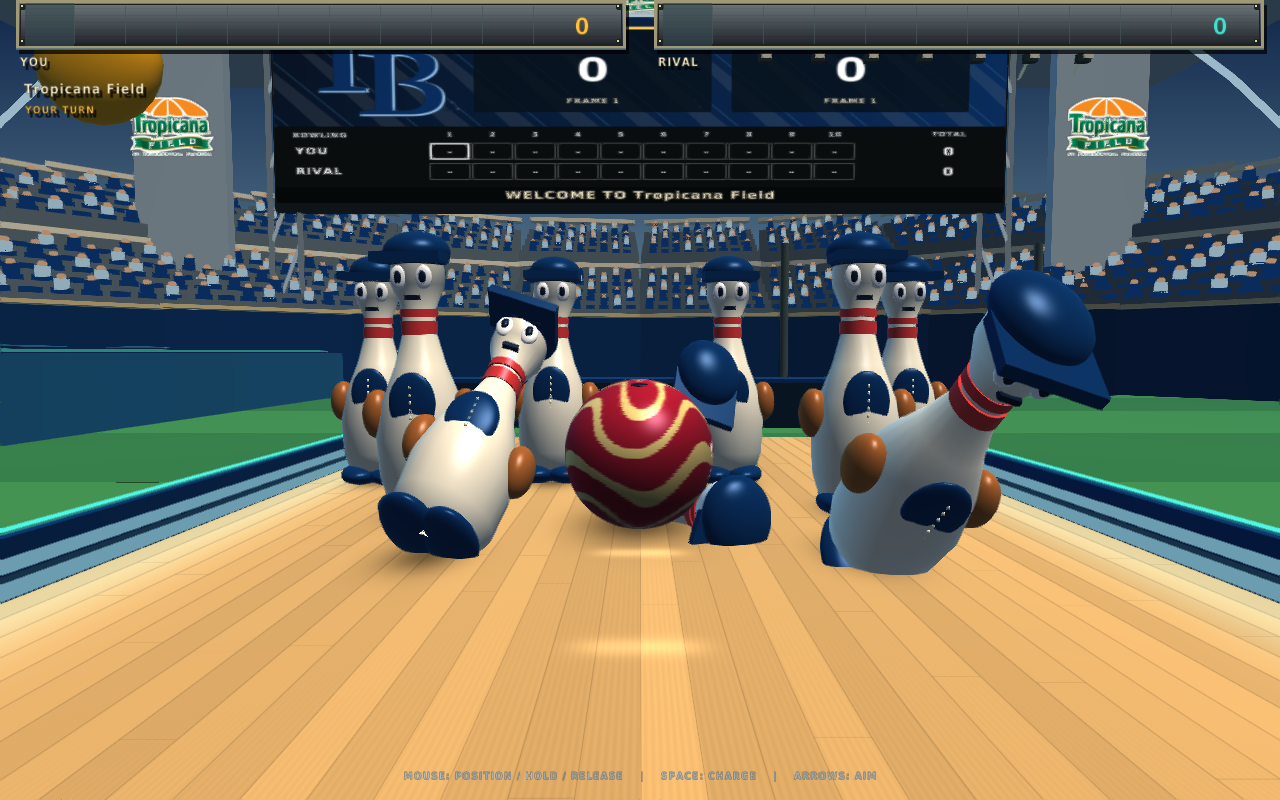 0
0
YOU
RIVAL
Tropicana Field
YOUR TURN
TB
0
FRAME 1
0
FRAME 1
Tropicana
FIELD
Tropicana
FIELD
BOWLING 1 2 3 4 5 6 7 8 9 10 TOTAL
YOU - - - - - - - - - - 0
RIVAL - - - - - - - - - - 0
WELCOME TO Tropicana Field
MOUSE: POSITION / HOLD / RELEASE | SPACE: CHARGE | ARROWS: AIM